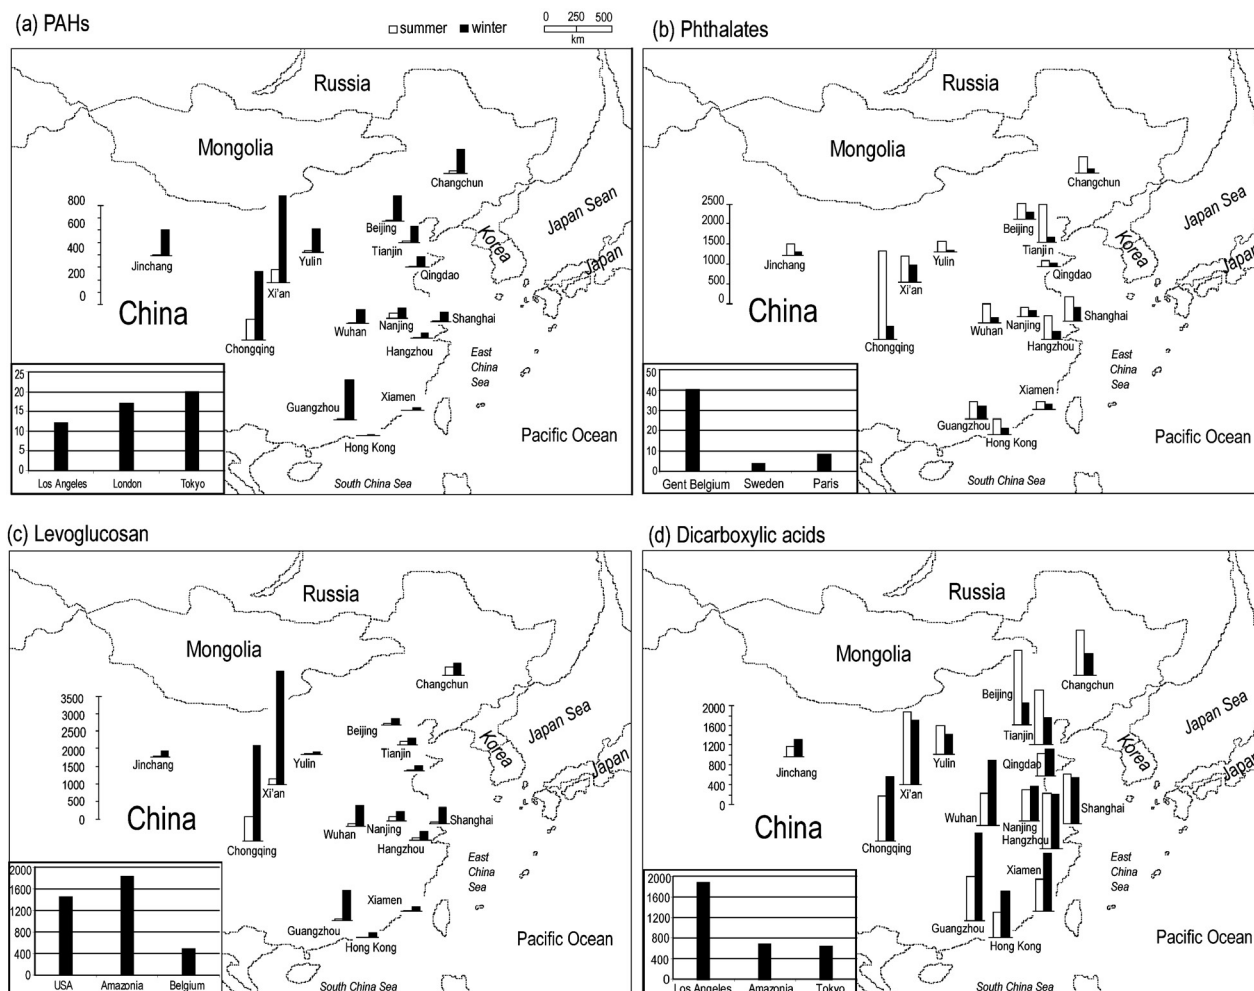 (a) PAHs
summer winter
0 250 500
km
Russia
Mongolia
Changchun
800
600
400
200
0
Jinchang
Beijing
Tianjin
Yulin
Qingdao
Xi'an
Korea
Japan Sean
Japan
China
Wuhan
Nanjing
Shanghai
Hangzhou
Chongqing
East
China
Sea
Guangzhou
Xiamen
Hong Kong
Pacific Ocean
South China Sea
25
20
15
10
5
0
Los Angeles London Tokyo
(b) Phthalates
Russia
Mongolia
Changchun
2500
2000
1500
1000
500
0
Jinchang
Beijing
Tianjin
Yulin
Qingdao
Xi'an
Korea
Japan Sea
Japan
China
Wuhan
Nanjing
Shanghai
Hangzhou
Chongqing
East
China
Sea
Xiamen
Guangzhou
Hong Kong
Pacific Ocean
South China Sea
50
40
30
20
10
0
Gent Belgium Sweden Paris
(c) Levoglucosan
Russia
Mongolia
Changchun
3500
3000
2500
2000
1500
1000
500
0
Jinchang
Beijing
Tianjin
Yulin
Xi'an
Korea
Japan Sea
Japan
China
Wuhan
Nanjing
Shanghai
Hangzhou
Chongqing
East
China
Sea
Xiamen
Guangzhou
Hong Kong
Pacific Ocean
South China Sea
2000
1600
1200
800
400
0
USA Amazonia Belgium
(d) Dicarboxylic acids
Russia
Mongolia
Changchun
Beijing
2000
1600
1200
800
400
0
Jinchang
Tianjin
Yulin
Qingdao
Xi'an
Korea
Japan Sea
Japan
China
Wuhan
Nanjing
Shanghai
Hangzhou
Chongqing
East
China
Sea
Xiamen
Guangzhou
Hong Kong
Pacific Ocean
South China Sea
2000
1600
1200
800
400
0
Los Angeles Amazonia Tokyo